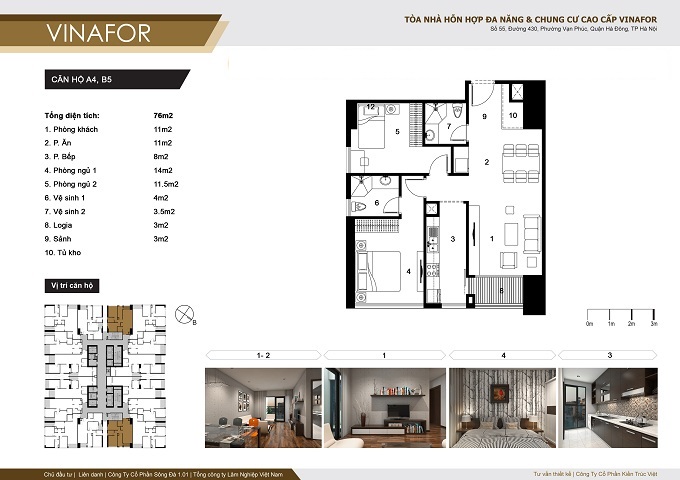 VINAFOR
TÒA NHÀ HỖN HỢP ĐA NĂNG & CHUNG CƯ CAO CẤP VINAFOR
Số 55, Đường 430, Phường Vạn Phúc, Quận Hà Đông, TP Hà Nội
CĂN HỘ A4, B5
Tổng diện tích: 76m2
1. Phòng khách 11m2
2. P. Ăn 11m2
3. P. Bếp 8m2
4. Phòng ngủ 1 14m2
5. Phòng ngủ 2 11.5m2
6. Vệ sinh 1 4m2
7. Vệ sinh 2 3.5m2
8. Logia 3m2
9. Sảnh 3m2
10. Tủ kho
Vị trí căn hộ
B
12
5
7
9
10
2
6
4
3
1
8
0m 1m 2m 3m
1- 2
1
4
3
Chủ đầu tư | Liên danh | Công Ty Cổ Phần Sông Đà 1.01 | Tổng công ty Lâm Nghiệp Việt Nam
Tư vấn thiết kế | Công Ty Cổ Phần Kiến Trúc Việt